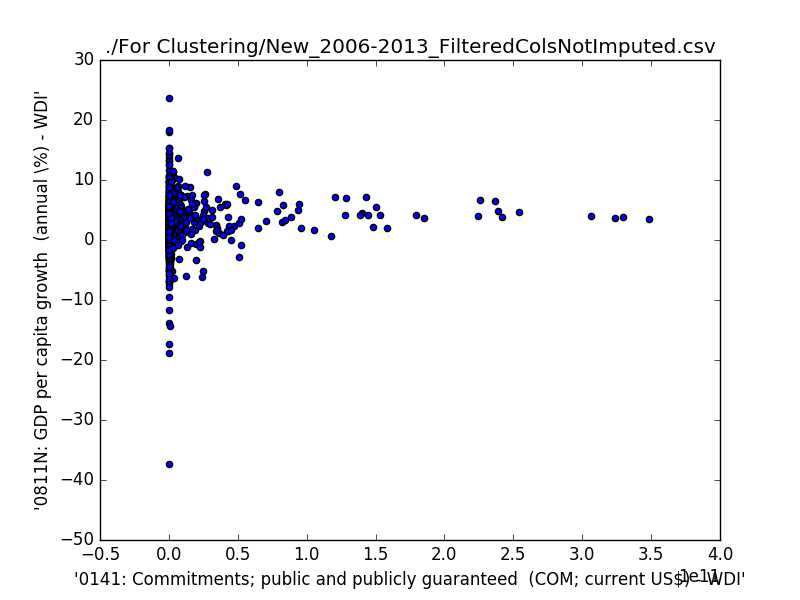 ./For Clustering/New_2006-2013_FilteredColsNotImputed.csv
30
20
10
0
−10
−20
−30
−40
−50
'0811N: GDP per capita growth (annual \%) - WDI'
−0.5 0.0 0.5 1.0 1.5 2.0 2.5 3.0 3.5 4.0
1e11
'0141: Commitments; public and publicly guaranteed (COM; current US$) - WDI'